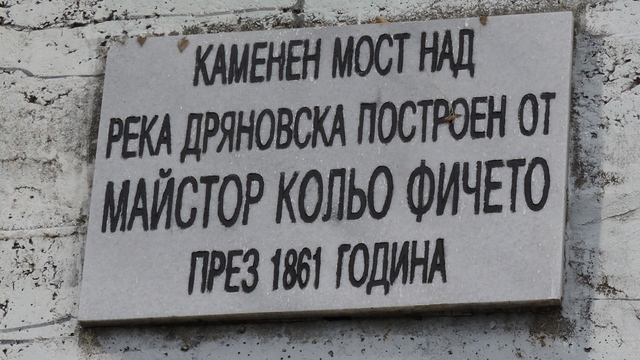 КАМЕНЕН МОСТ НАД
РЕКА ДРЯНОВСКА ПОСТРОЕН ОТ
МАЙСТОР КОЛЬО ФИЧЕТО
ПРЕЗ 1861 ГОДИНА